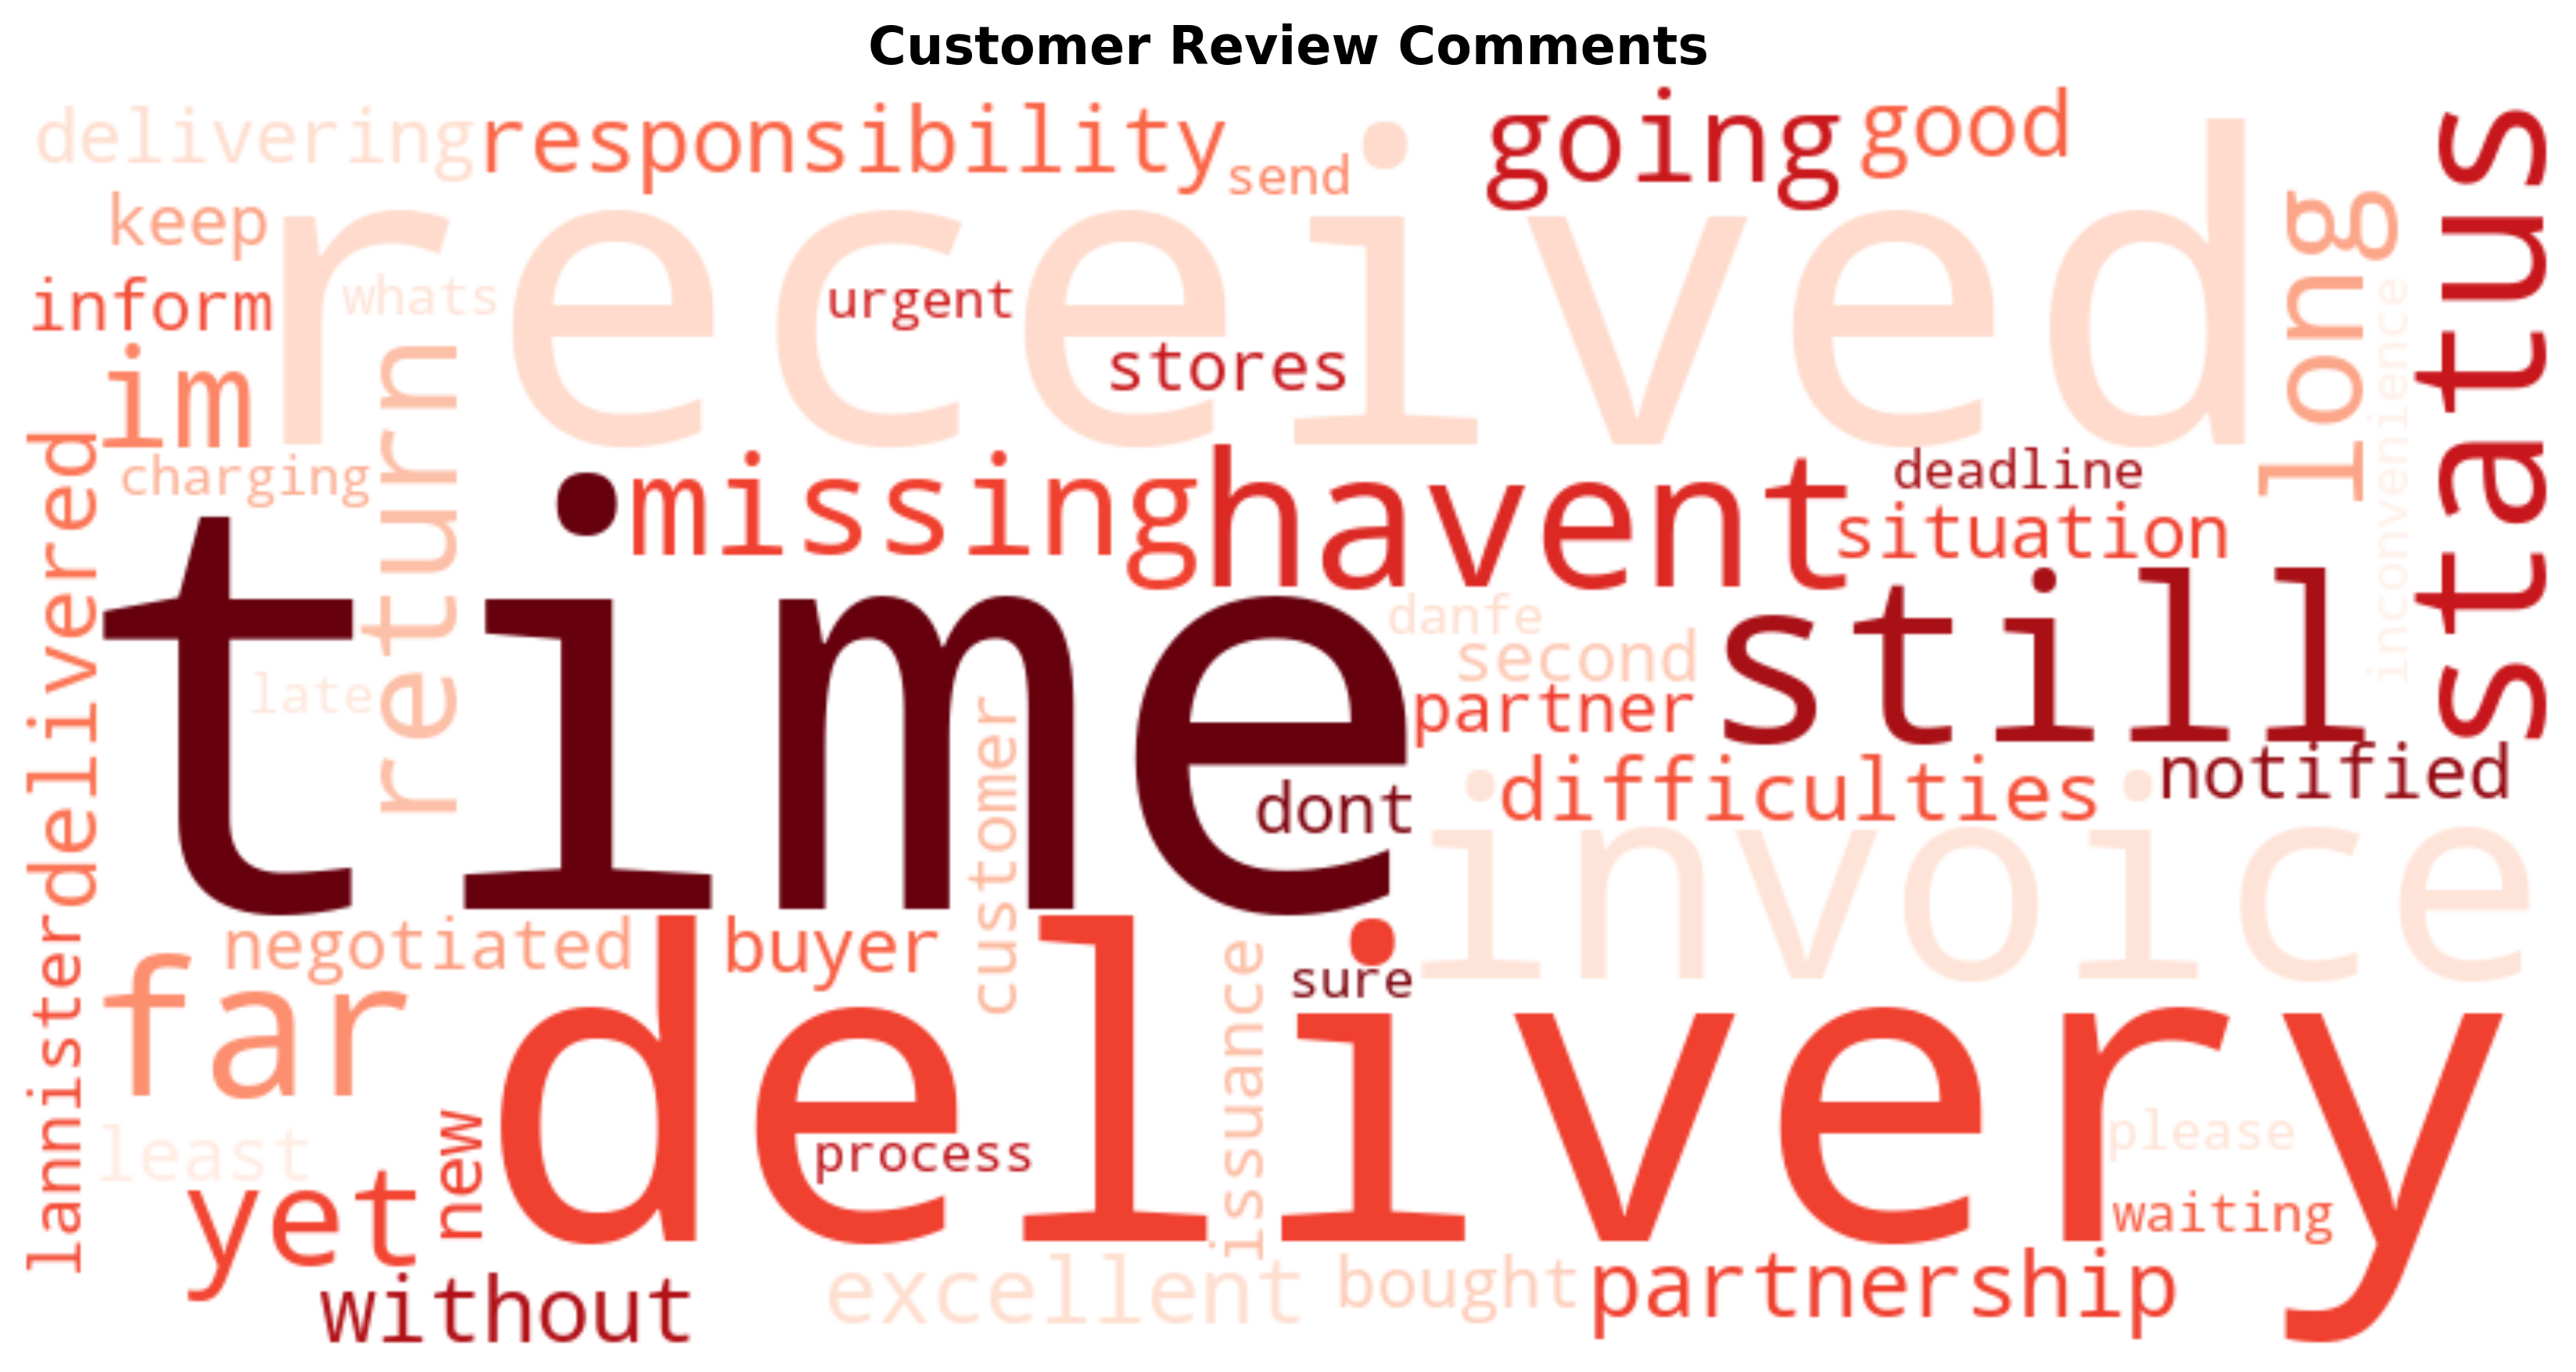 Customer Review Comments
delivering
responsibility
send
going
good
status
keep
received
long
inform
whats
urgent
inconvenience
im
return
stores
delivered
charging
missing
havent
deadline
situation
time
danfe
still
late
second
customer
partner
dont
difficulties
notified
invoice
negotiated
buyer
lannister
far
delivery
issuance
sure
least
new
process
please
yet
waiting
without
excellent
bought
partnership